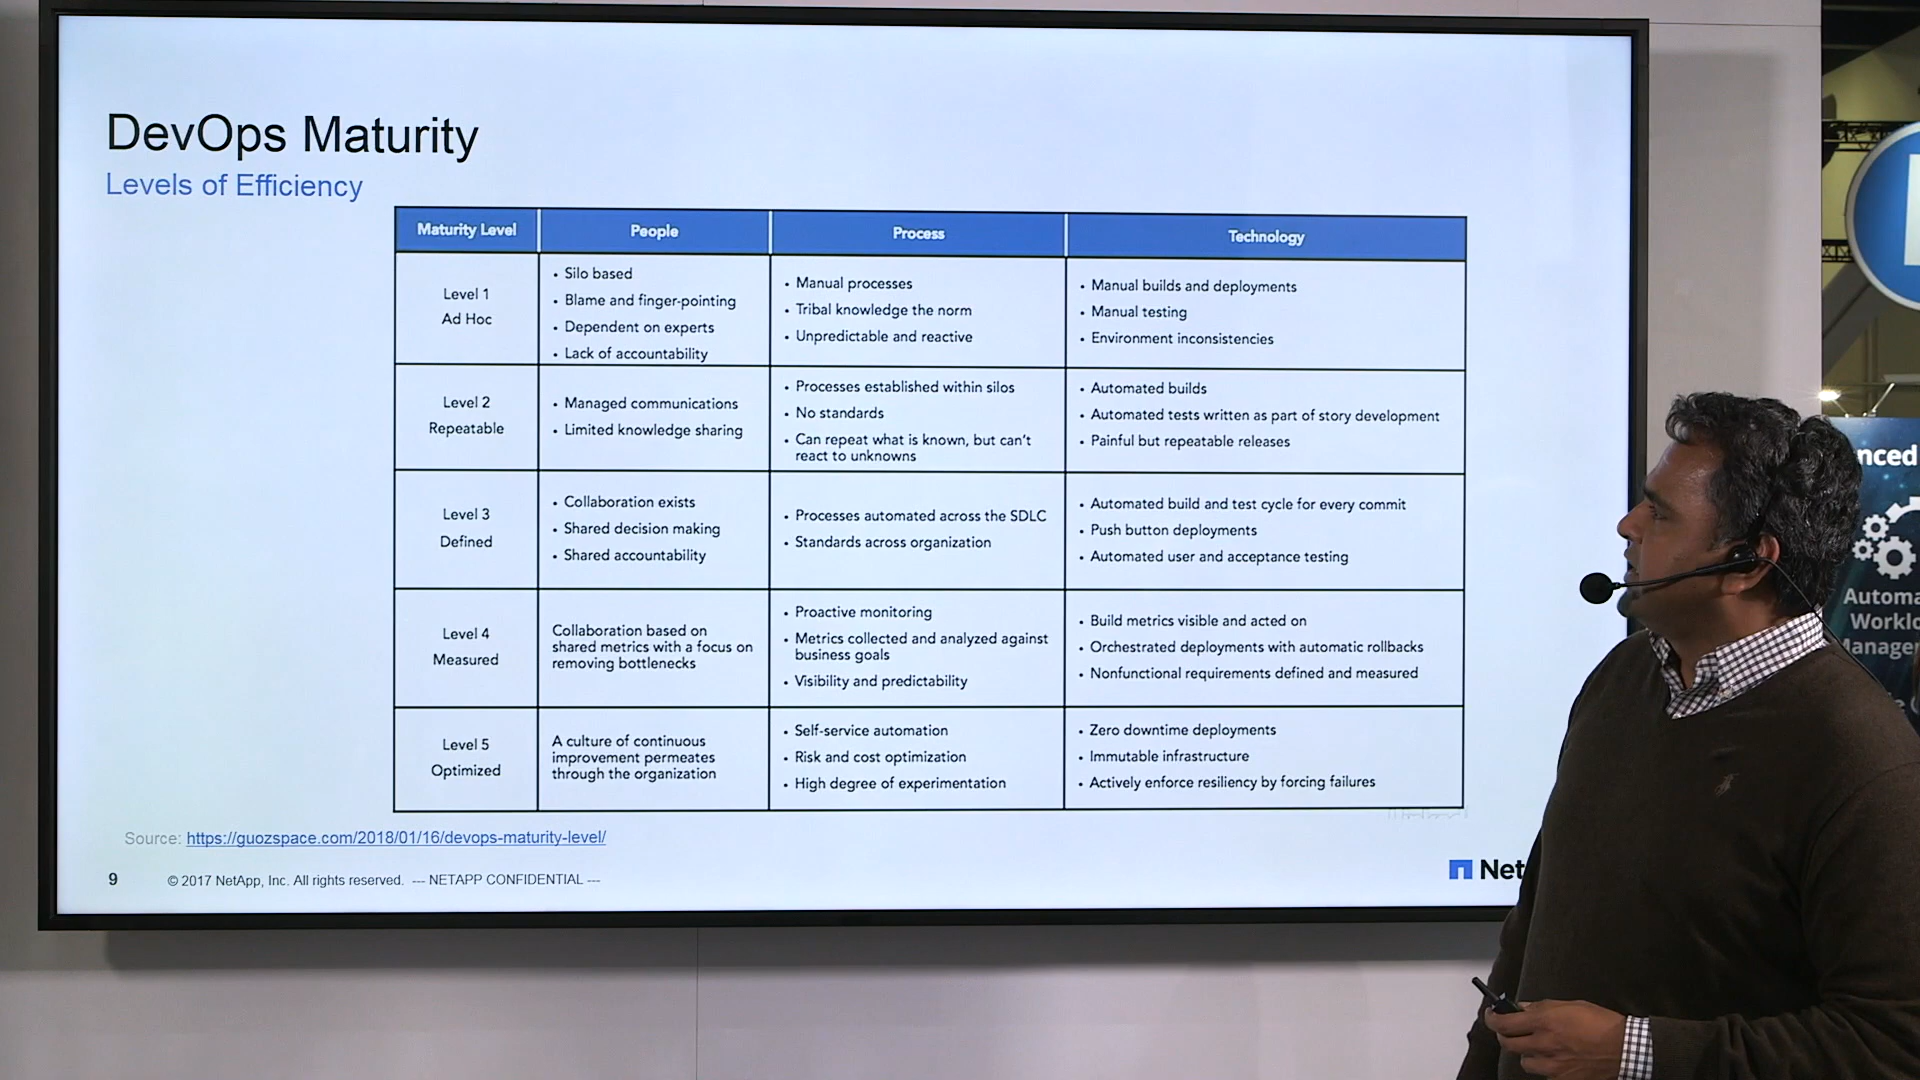 DevOps Maturity
Levels of Efficiency
Maturity Level
People
Process
Technology
Level 1
Ad Hoc
• Silo based
• Blame and finger-pointing
• Dependent on experts
• Lack of accountability
• Manual processes
• Tribal knowledge the norm
• Unpredictable and reactive
• Manual builds and deployments
• Manual testing
• Environment inconsistencies
Level 2
Repeatable
• Managed communications
• Limited knowledge sharing
• Processes established within silos
• No standards
• Can repeat what is known, but can't
react to unknowns
• Automated builds
• Automated tests written as part of story development
• Painful but repeatable releases
Level 3
Defined
• Collaboration exists
• Shared decision making
• Shared accountability
• Processes automated across the SDLC
• Standards across organization
• Automated build and test cycle for every commit
• Push button deployments
• Automated user and acceptance testing
Level 4
Measured
Collaboration based on
shared metrics with a focus on
removing bottlenecks
• Proactive monitoring
• Metrics collected and analyzed against
business goals
• Visibility and predictability
• Build metrics visible and acted on
• Orchestrated deployments with automatic rollbacks
• Nonfunctional requirements defined and measured
Level 5
Optimized
A culture of continuous
improvement permeates
through the organization
• Self-service automation
• Risk and cost optimization
• High degree of experimentation
• Zero downtime deployments
• Immutable infrastructure
• Actively enforce resiliency by forcing failures
Source: https://guozspace.com/2018/01/16/devops-maturity-level/
9
© 2017 NetApp, Inc. All rights reserved. --- NETAPP CONFIDENTIAL ---
Net
nced
Automa
Worklo
Manager